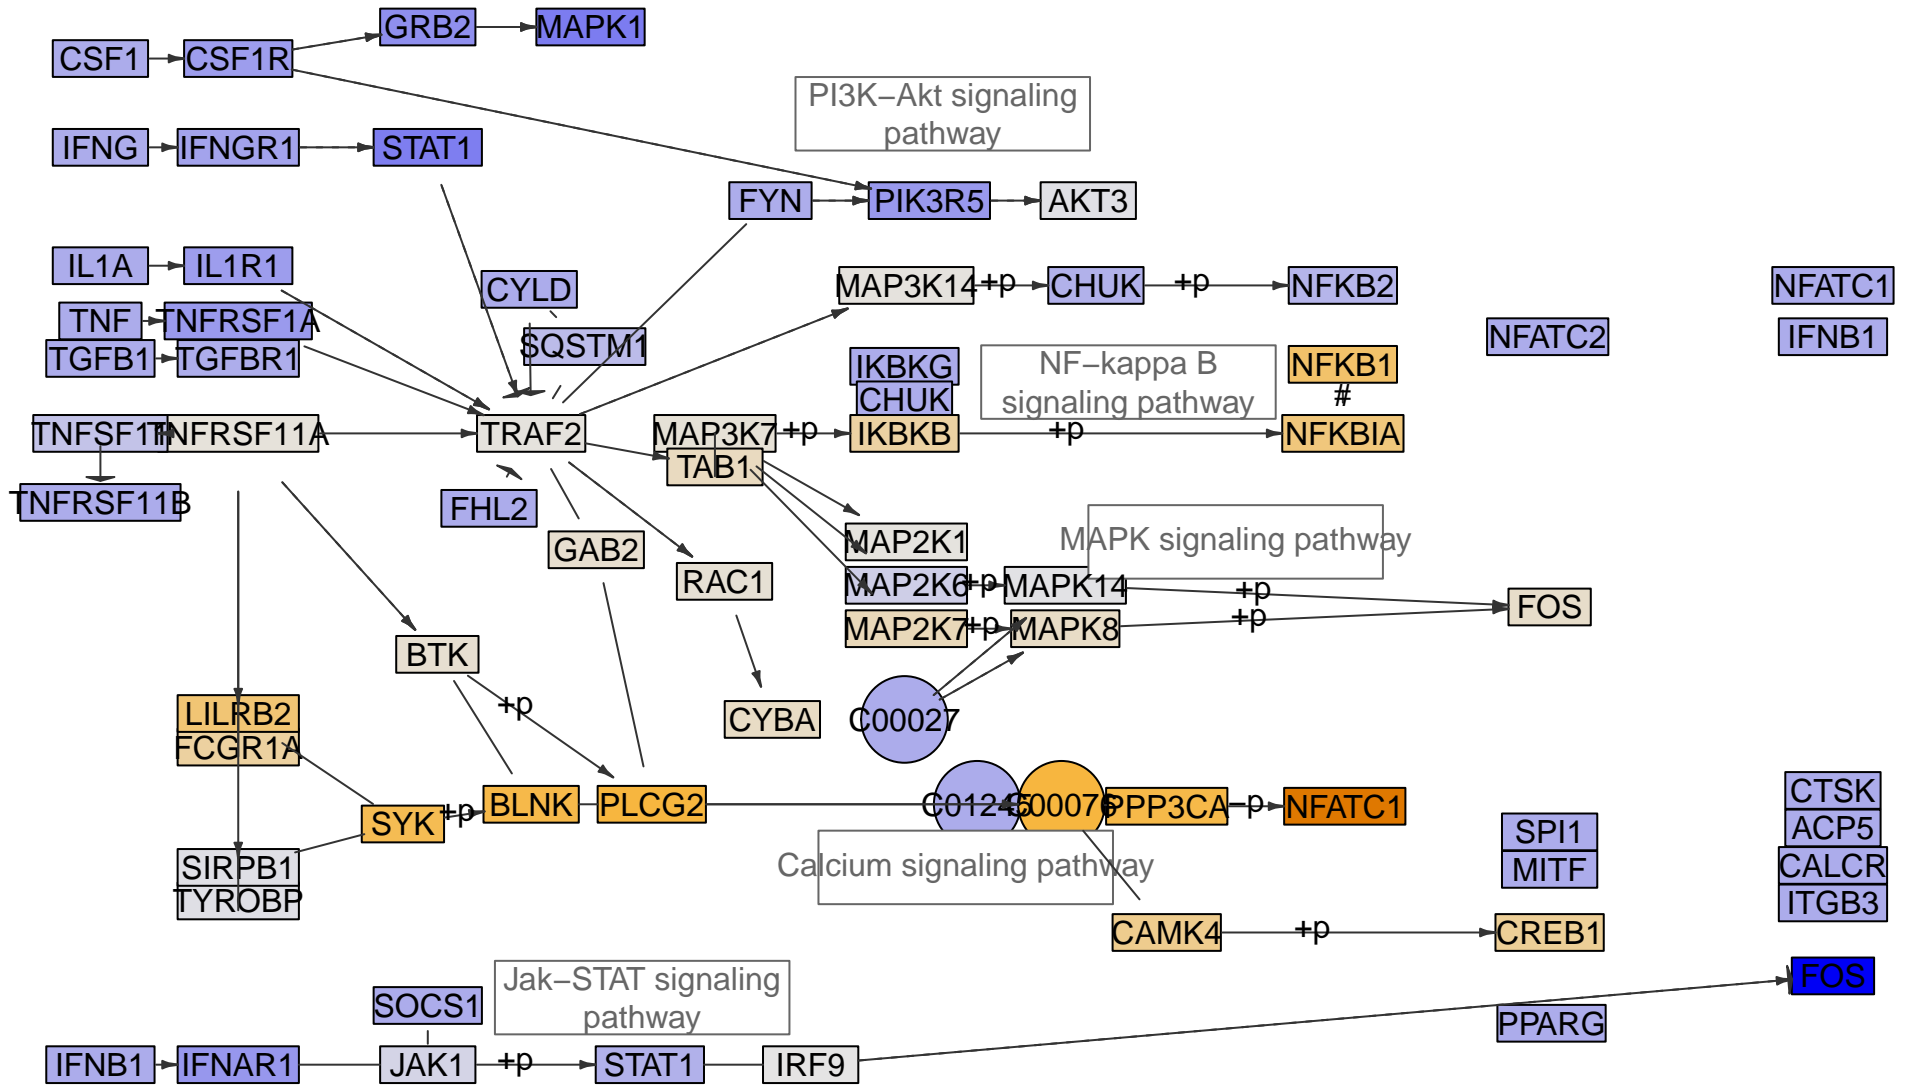 GRB2
MAPK1
CSF1
CSF1R
PI3K−Akt signaling
pathway
IFNG
IFNGR1
STAT1
FYN
PIK3R5
AKT3
IL1A
IL1R1
CYLD
MAP3K14
+p
CHUK
+p
NFKB2
NFATC1
TNF
TNFRSF1A
SQSTM1
NFATC2
IFNB1
TGFB1
TGFBR1
IKBKG
NF−kappa B
signaling pathway
NFKB1
#
CHUK
TNFRSF11A
TRAF2
MAP3K7
+p
IKBKB
+p
NFKBIA
TAB1
TNFRSF11B
FHL2
GAB2
MAP2K1
MAPK signaling pathway
RAC1
MAP2K6
+p
MAPK14
+p
FOS
MAP2K7
+p
MAPK8
+p
BTK
+p
LILRB2
CYBA
C00027
FCGR1A
SYK
+p
BLNK
PLCG2
C01245
C00076
PPP3CA
−p
NFATC1
CTSK
SPI1
ACP5
SIRPB1
Calcium signaling pathway
MITF
CALCR
TYROBP
ITGB3
CAMK4
+p
CREB1
Jak−STAT signaling
pathway
FOS
SOCS1
PPARG
IFNB1
IFNAR1
JAK1
+p
STAT1
IRF9